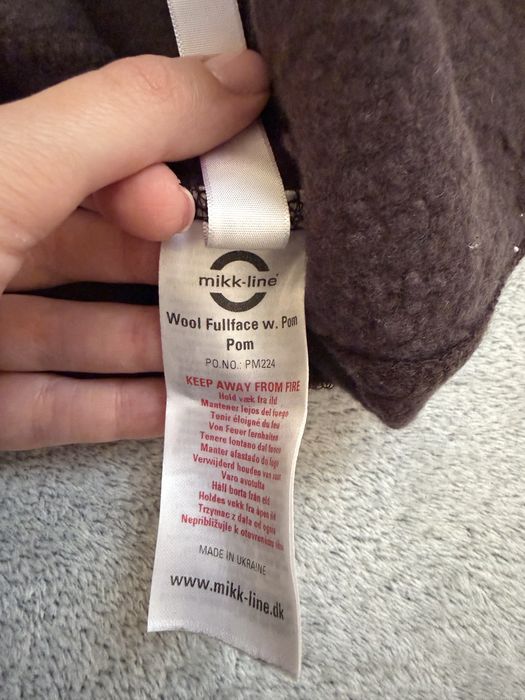 mikk-line
Wool Fullface w. Pom
Pom
PO.NO.: PM224
KEEP AWAY FROM FIRE
Hold væk fra ild
Mantener lejos del fuego
Tenir éloigné du feu
Von Feuer fernhalten
Tenere lontano dal fuoco
Manter afastado do fogo
Verwijderd houden van vuur
Varo avotulta
Håll borta från eld
Holdes vekk fra åpen ild
Trzymac z dala od ognia
Nepribližujte k otevrenému ohni
MADE IN UKRAINE
www.mikk-line.dk